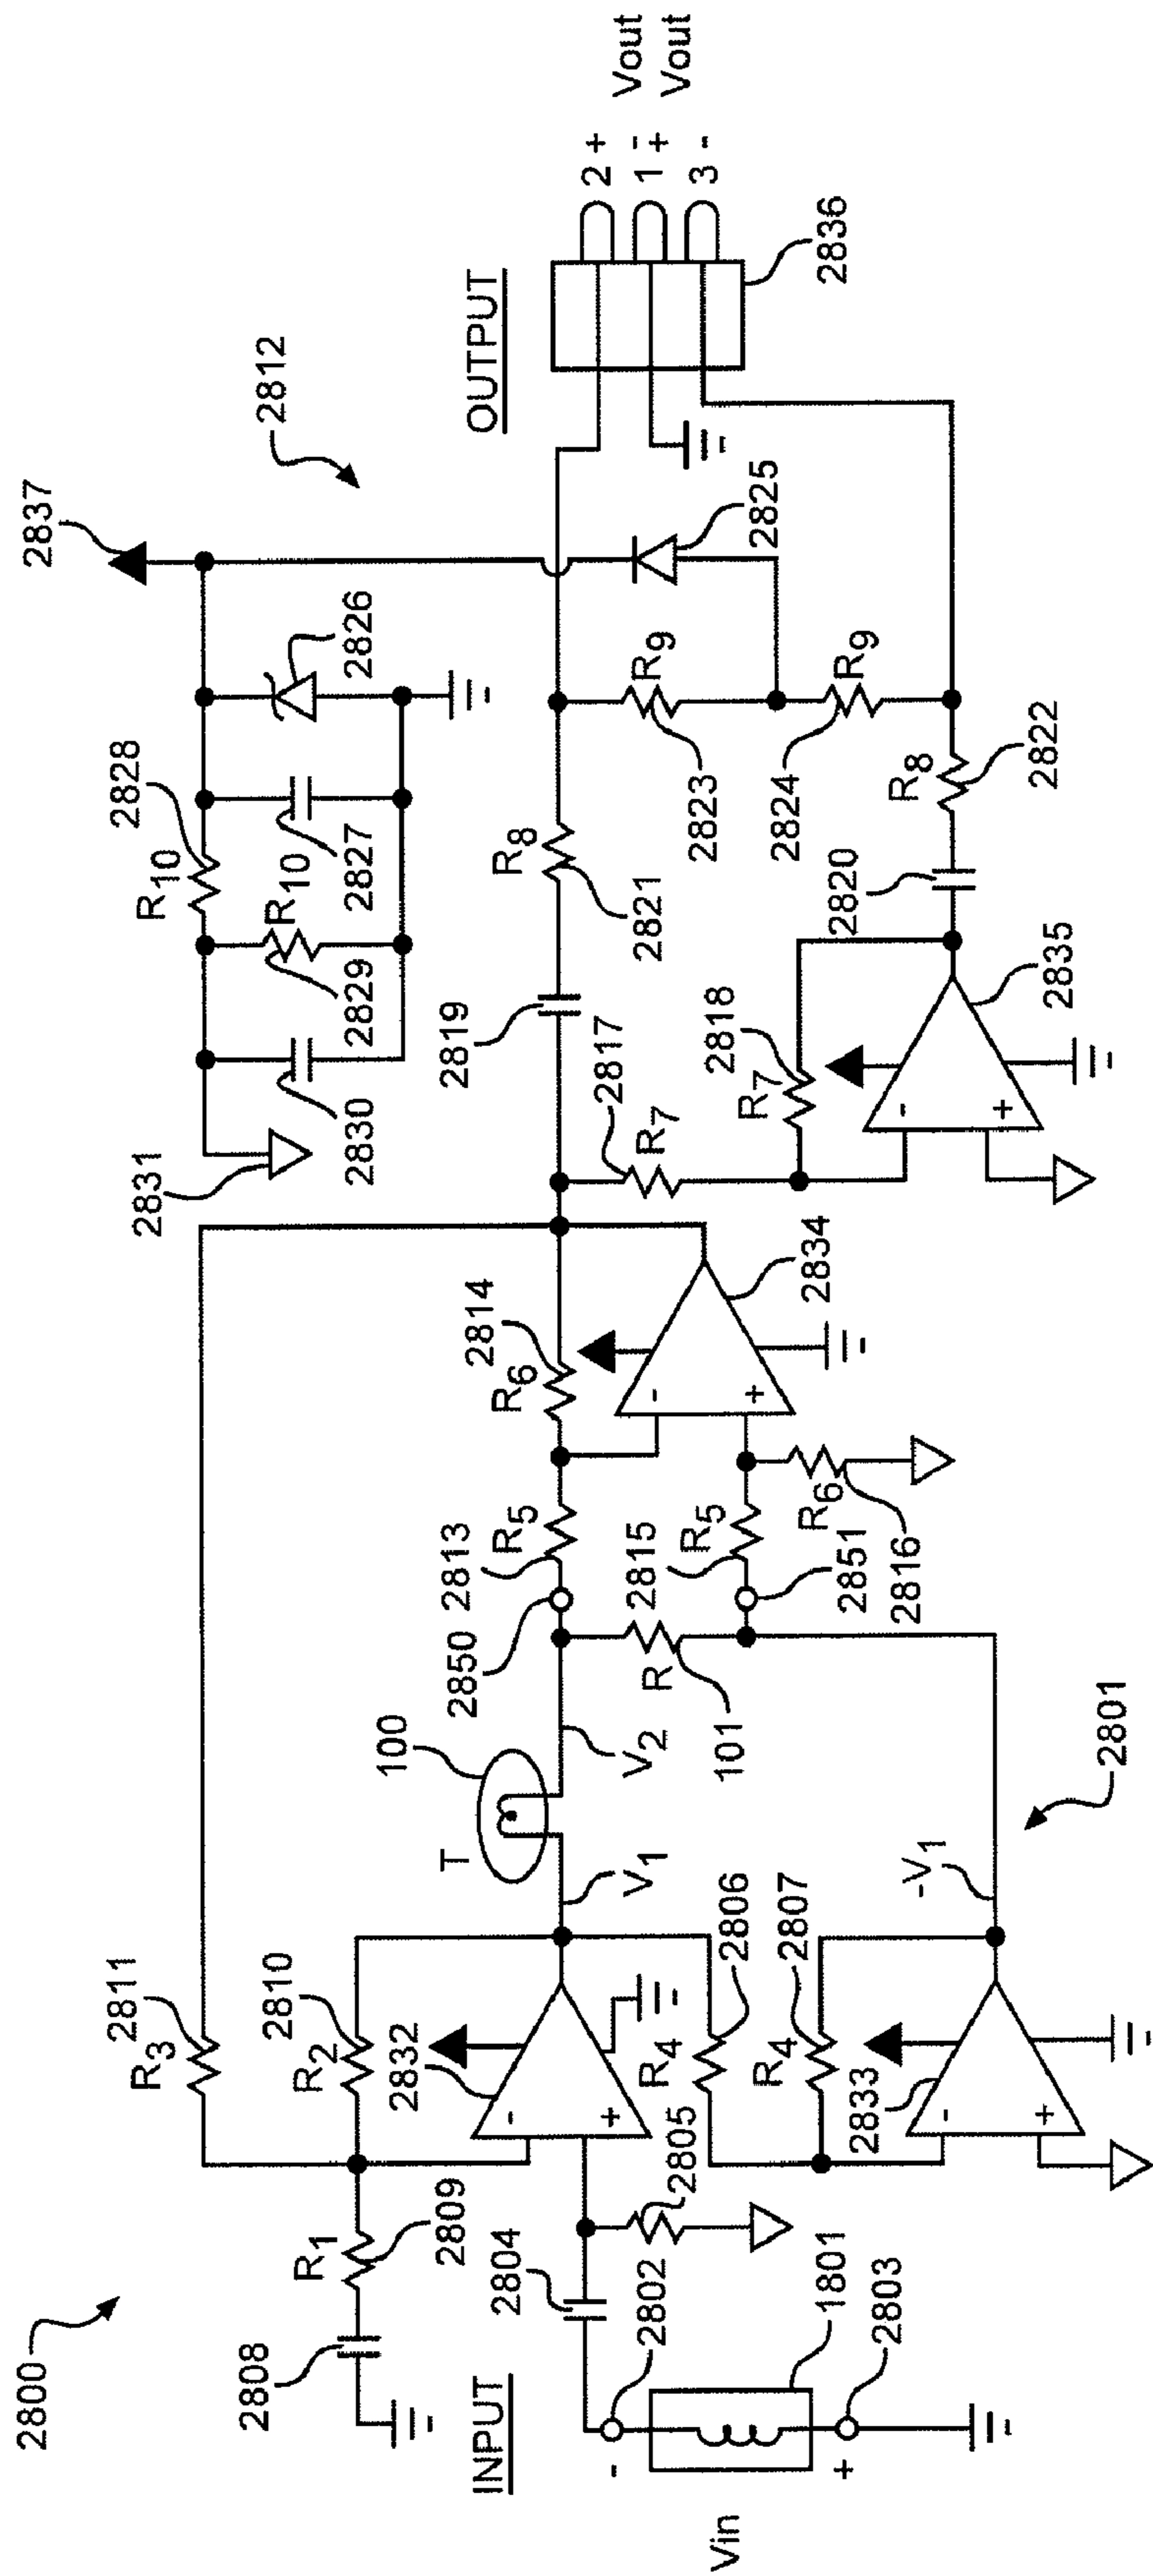 2800
2808
R1
2809
2811
R3
2810
R2
2832
-
+
INPUT
2804
2802
2805
-
1801
+
2803
Vin
R4
2806
R4
2807
2833
-
+
-V1
2801
T
100
V1
V2
2850
2813
R5
R
101
2815
R5
2851
R6
2816
R6
2814
-
+
2834
2831
2830
2829
R10
2827
R10
2828
2826
2837
2812
2819
2817
R7
R7
2818
-
+
2835
R8
2821
2820
R8
2822
R9
2823
R9
2824
2825
OUTPUT
2836
2 +
1 - +
3 -
Vout
Vout